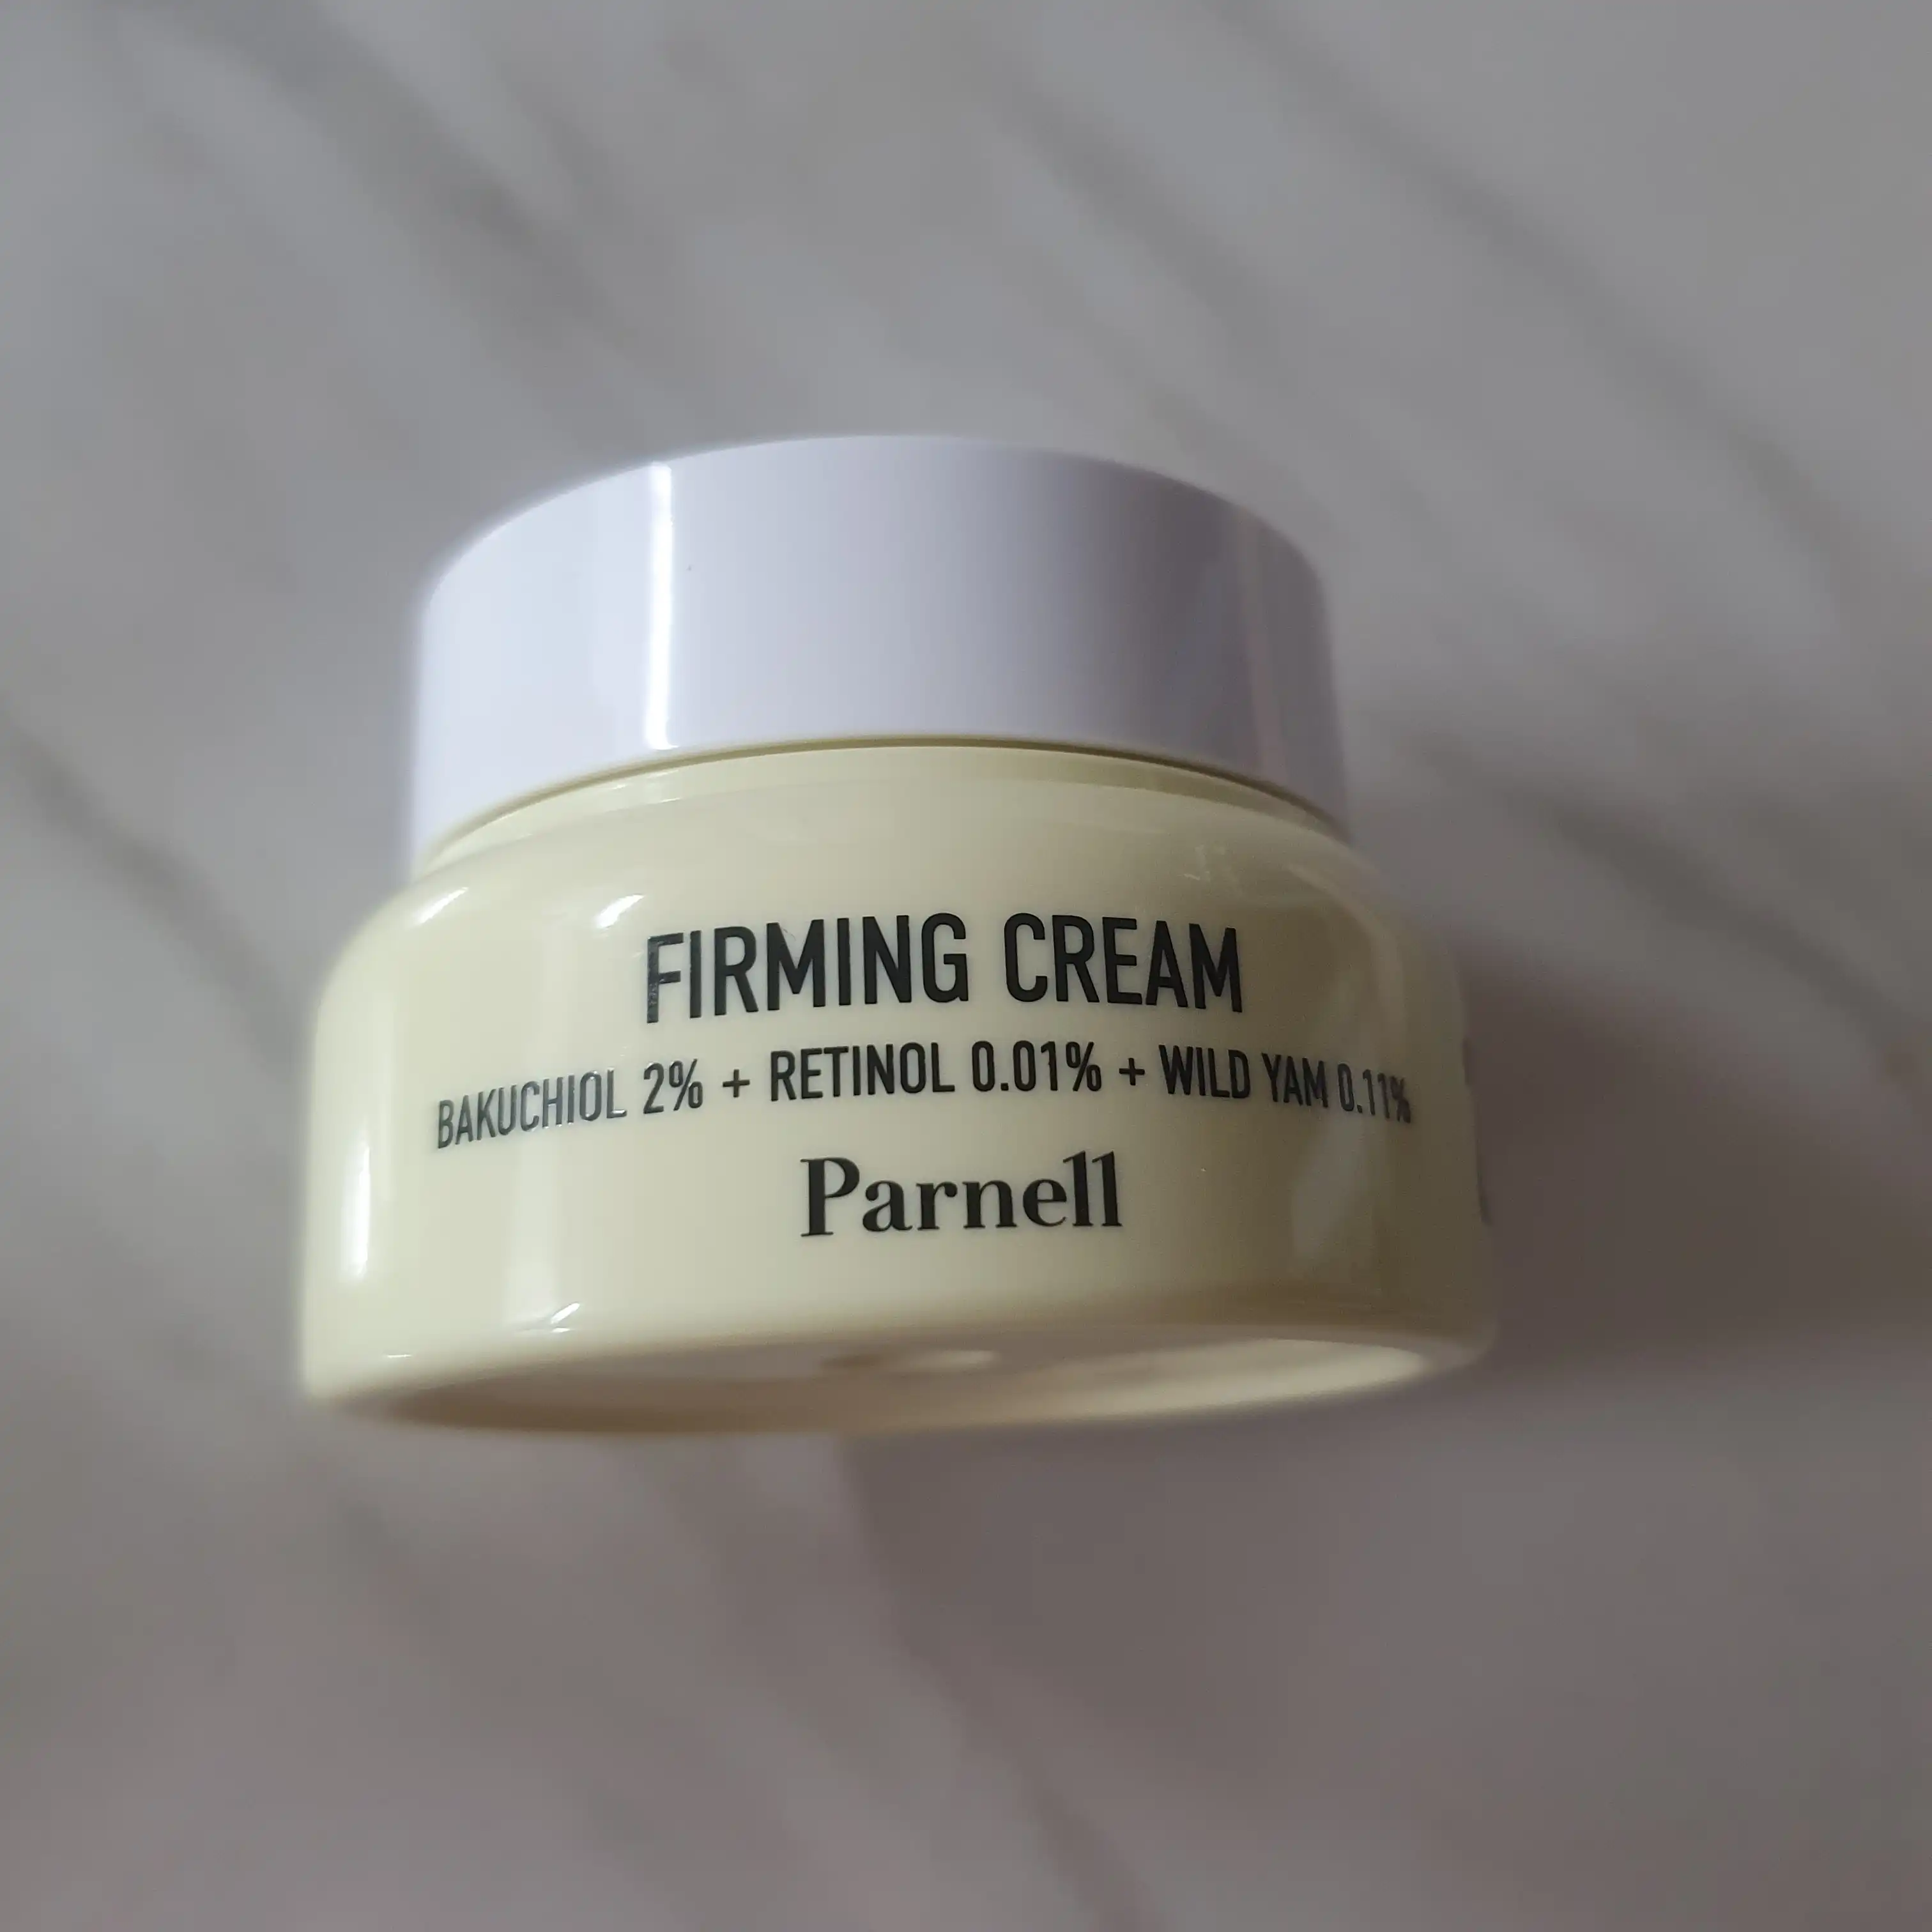 FIRMING CREAM
BAKUCHIOL 2% + RETINOL 0.01% + WILD YAM 0.11%
Parnell